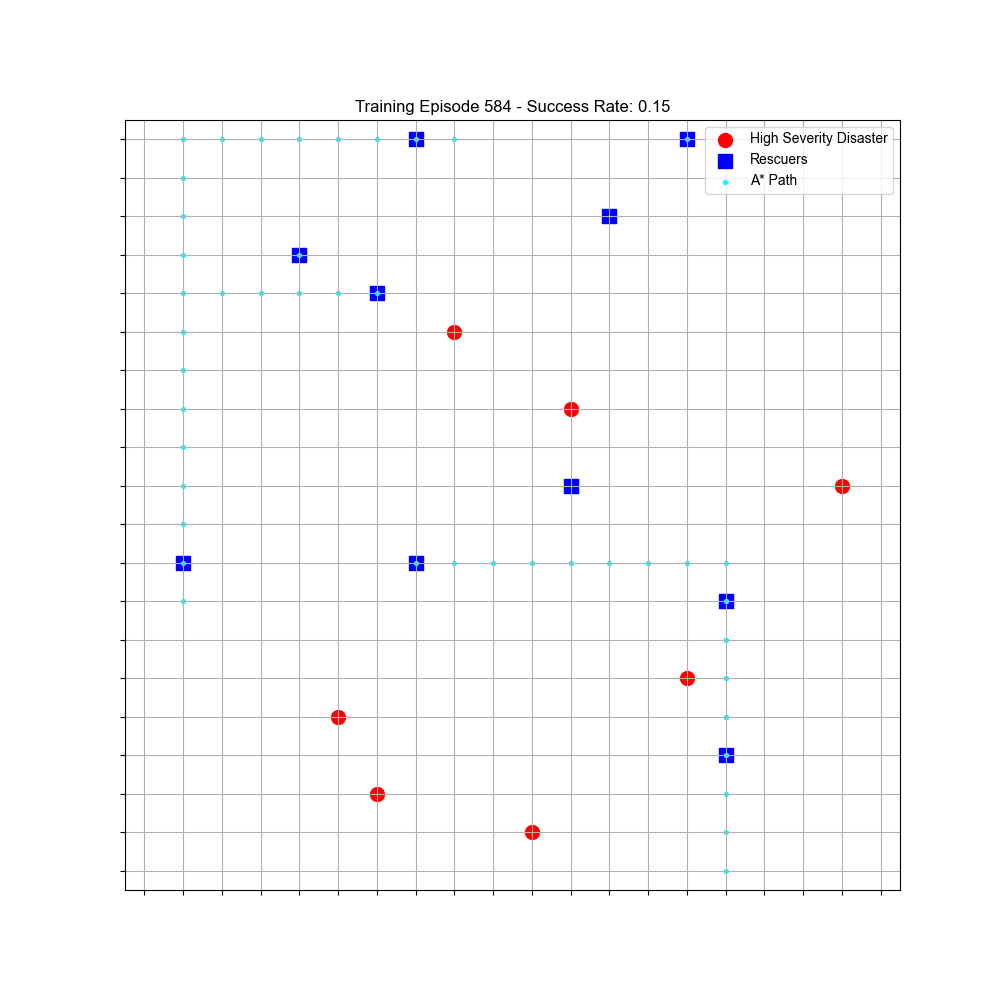 Training Episode 584 - Success Rate: 0.15
High Severity Disaster
Rescuers
A* Path